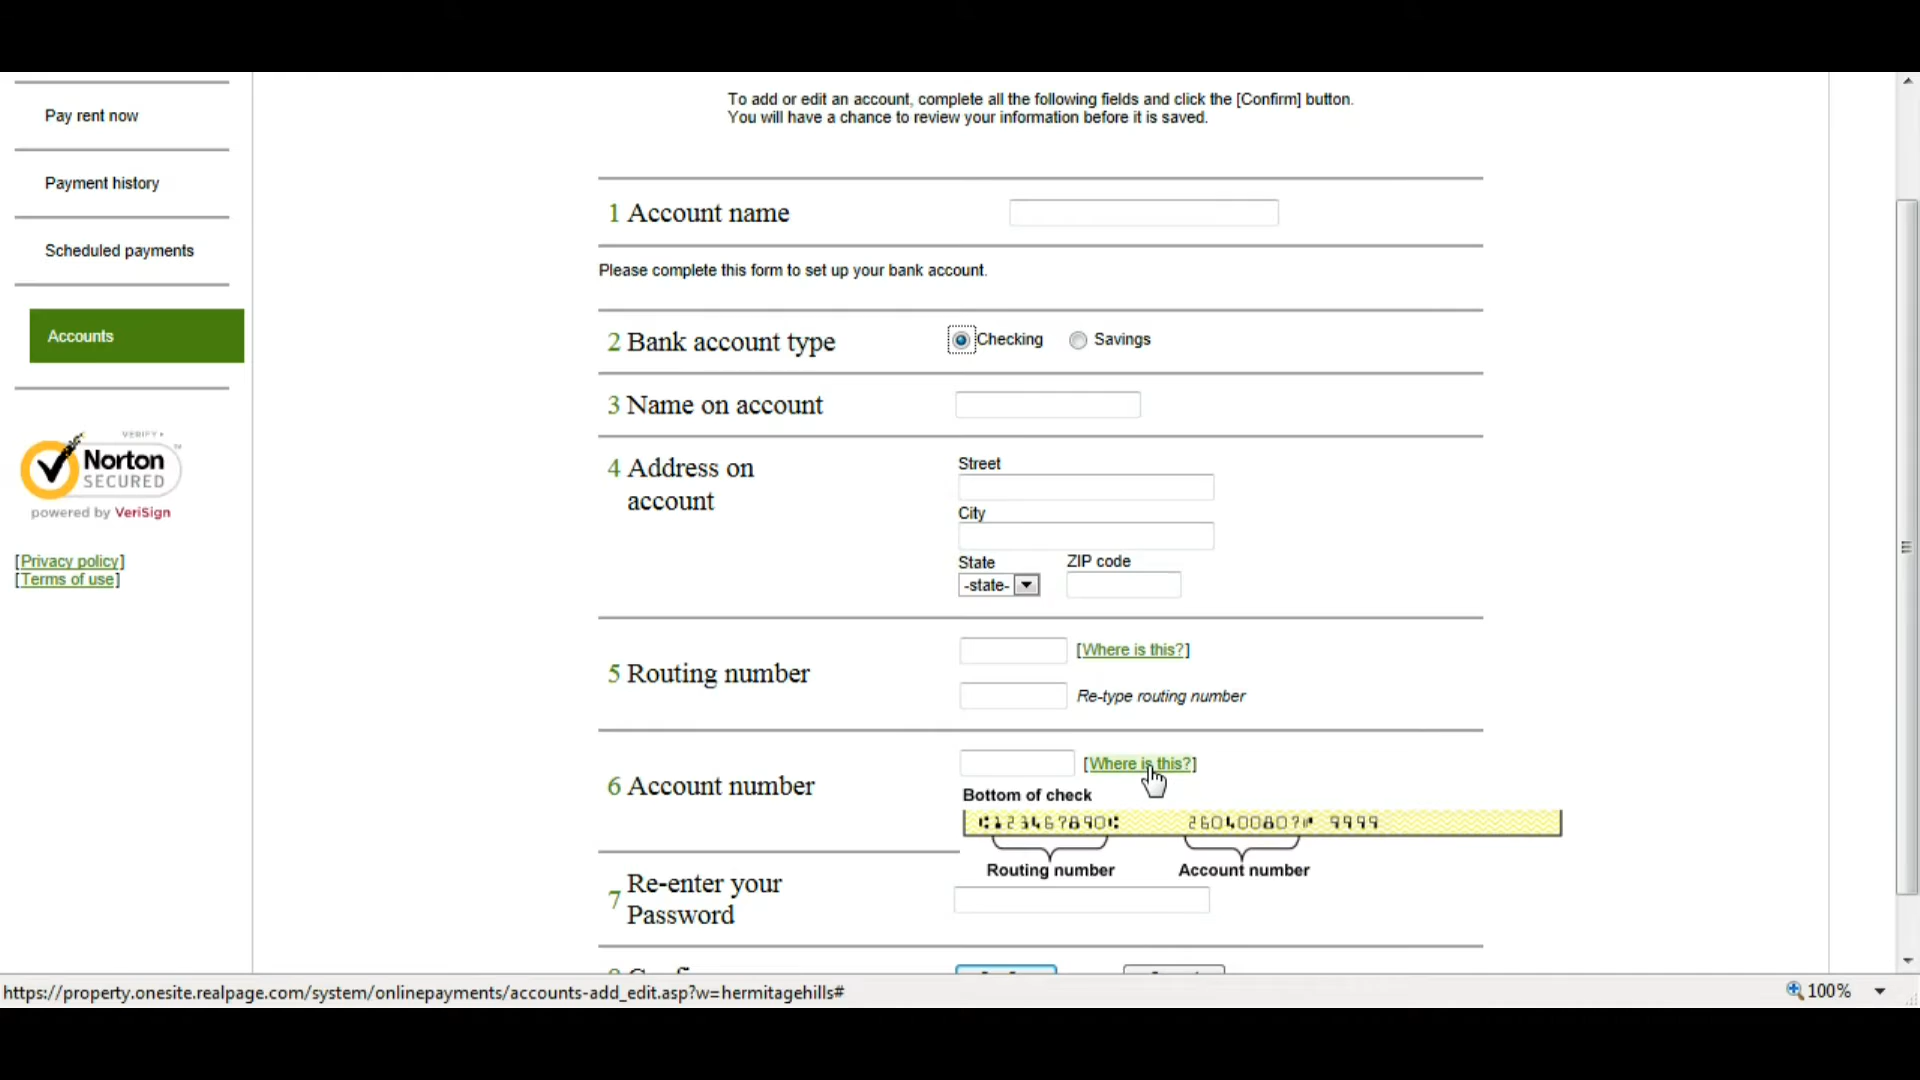 To add or edit an account, complete all the following fields and click the [Confirm] button.
You will have a chance to review your information before it is saved.
Pay rent now
Payment history
Scheduled payments
Accounts
VERIFY
Norton
SECURED
powered by VeriSign
[Privacy policy]
[Terms of use]
1 Account name
Please complete this form to set up your bank account.
2 Bank account type
Checking
Savings
3 Name on account
4 Address on
account
Street
City
State
ZIP code
-state-
5 Routing number
[Where is this?]
Re-type routing number
6 Account number
[Where is this?]
Bottom of check
⑆123467890⑆ 260400807⑈ 9999
Routing number
Account number
7 Re-enter your
Password
https://property.onesite.realpage.com/system/onlinepayments/accounts-add_edit.asp?w=hermitagehills#
100%